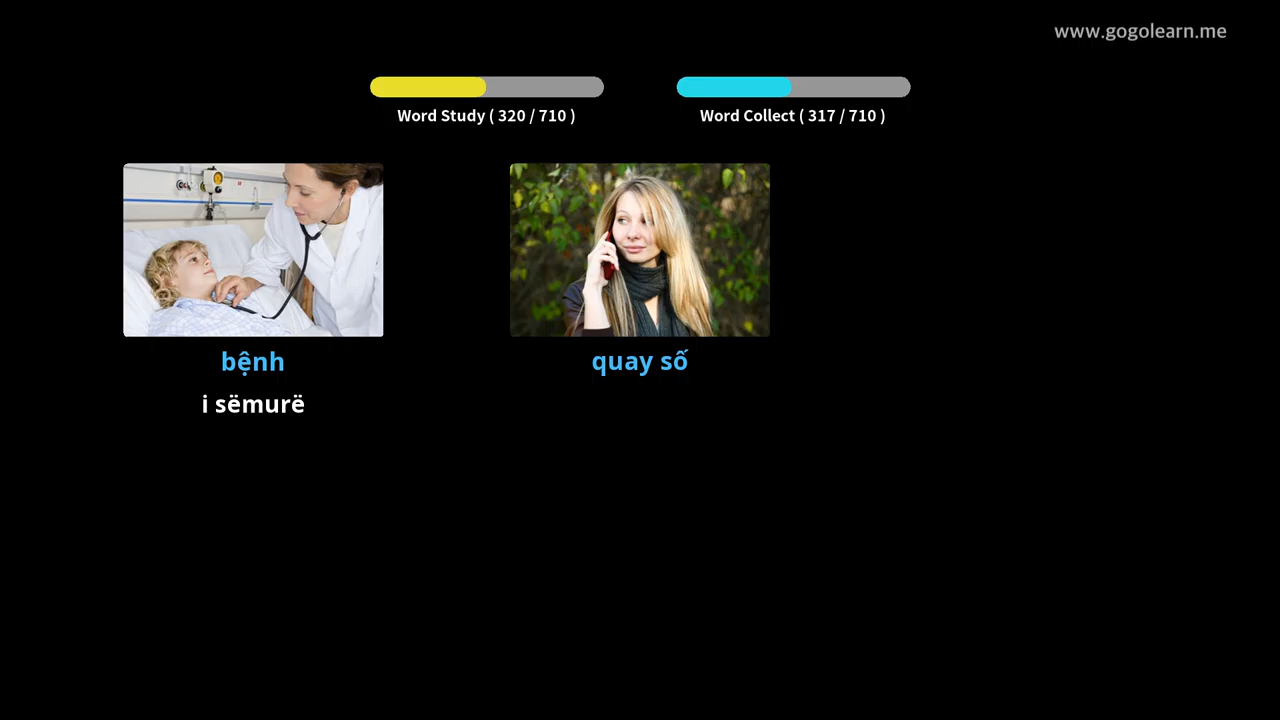 www.gogolearn.me
Word Study ( 320 / 710 )
Word Collect ( 317 / 710 )
bệnh
i sëmurë
quay số